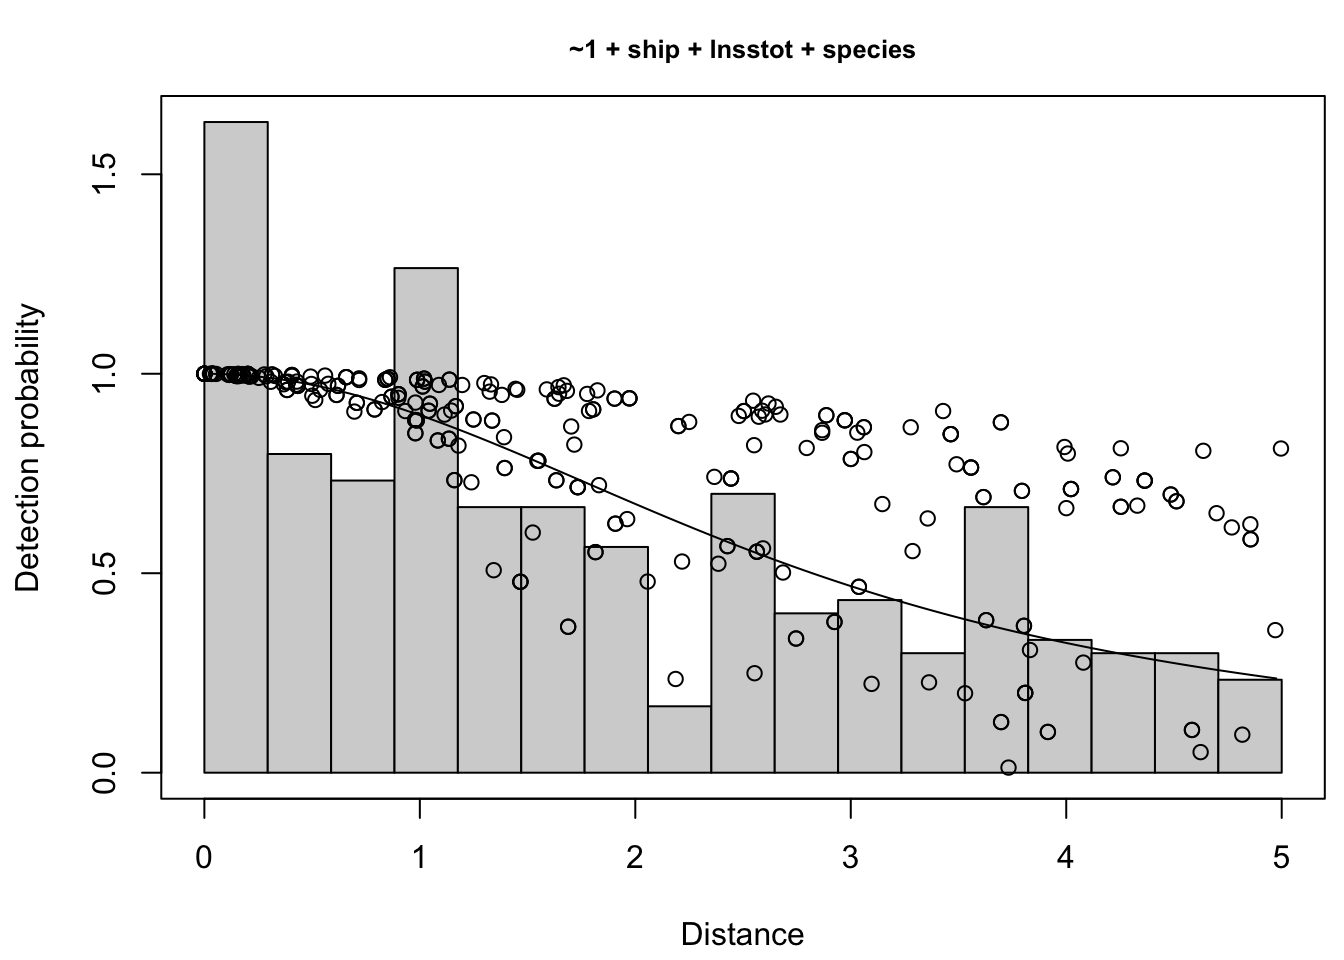 ~1 + ship + lnsstot + species
Detection probability
1.5
1.0
0.5
0.0
0 1 2 3 4 5
Distance